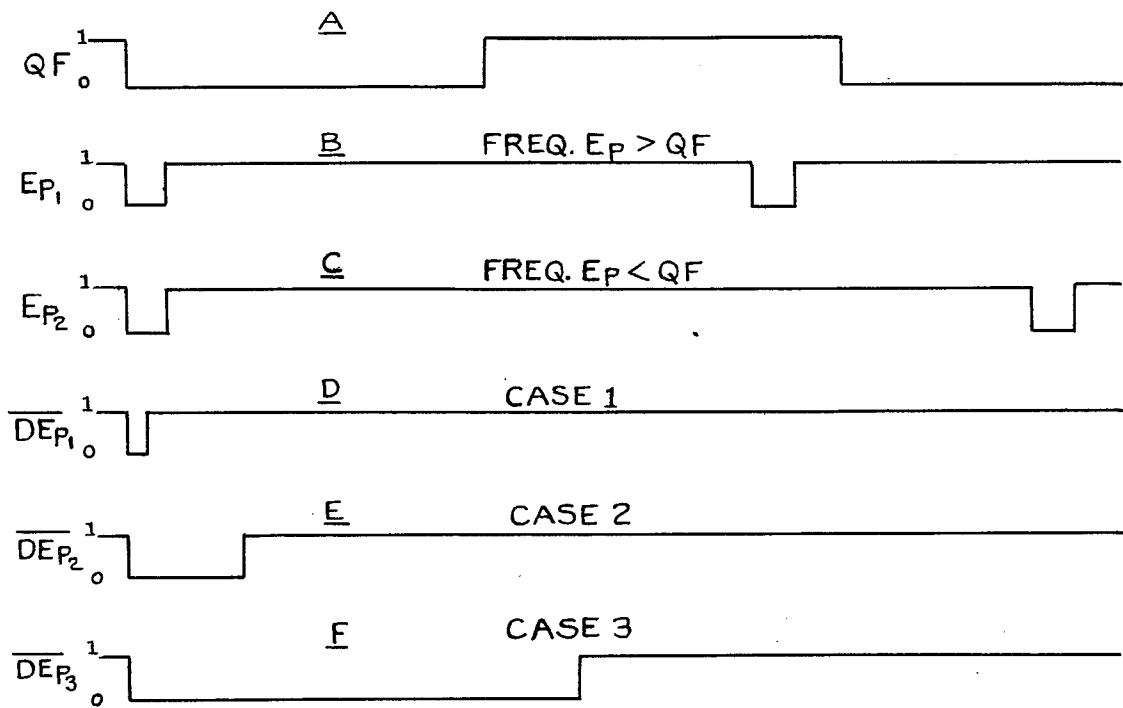 A
1
QF
0
B FREQ. EP > QF
1
EP1
0
C FREQ. EP < QF
1
EP2
0
D CASE 1
1
DEP1
0
E CASE 2
1
DEP2
0
F CASE 3
1
DEP3
0